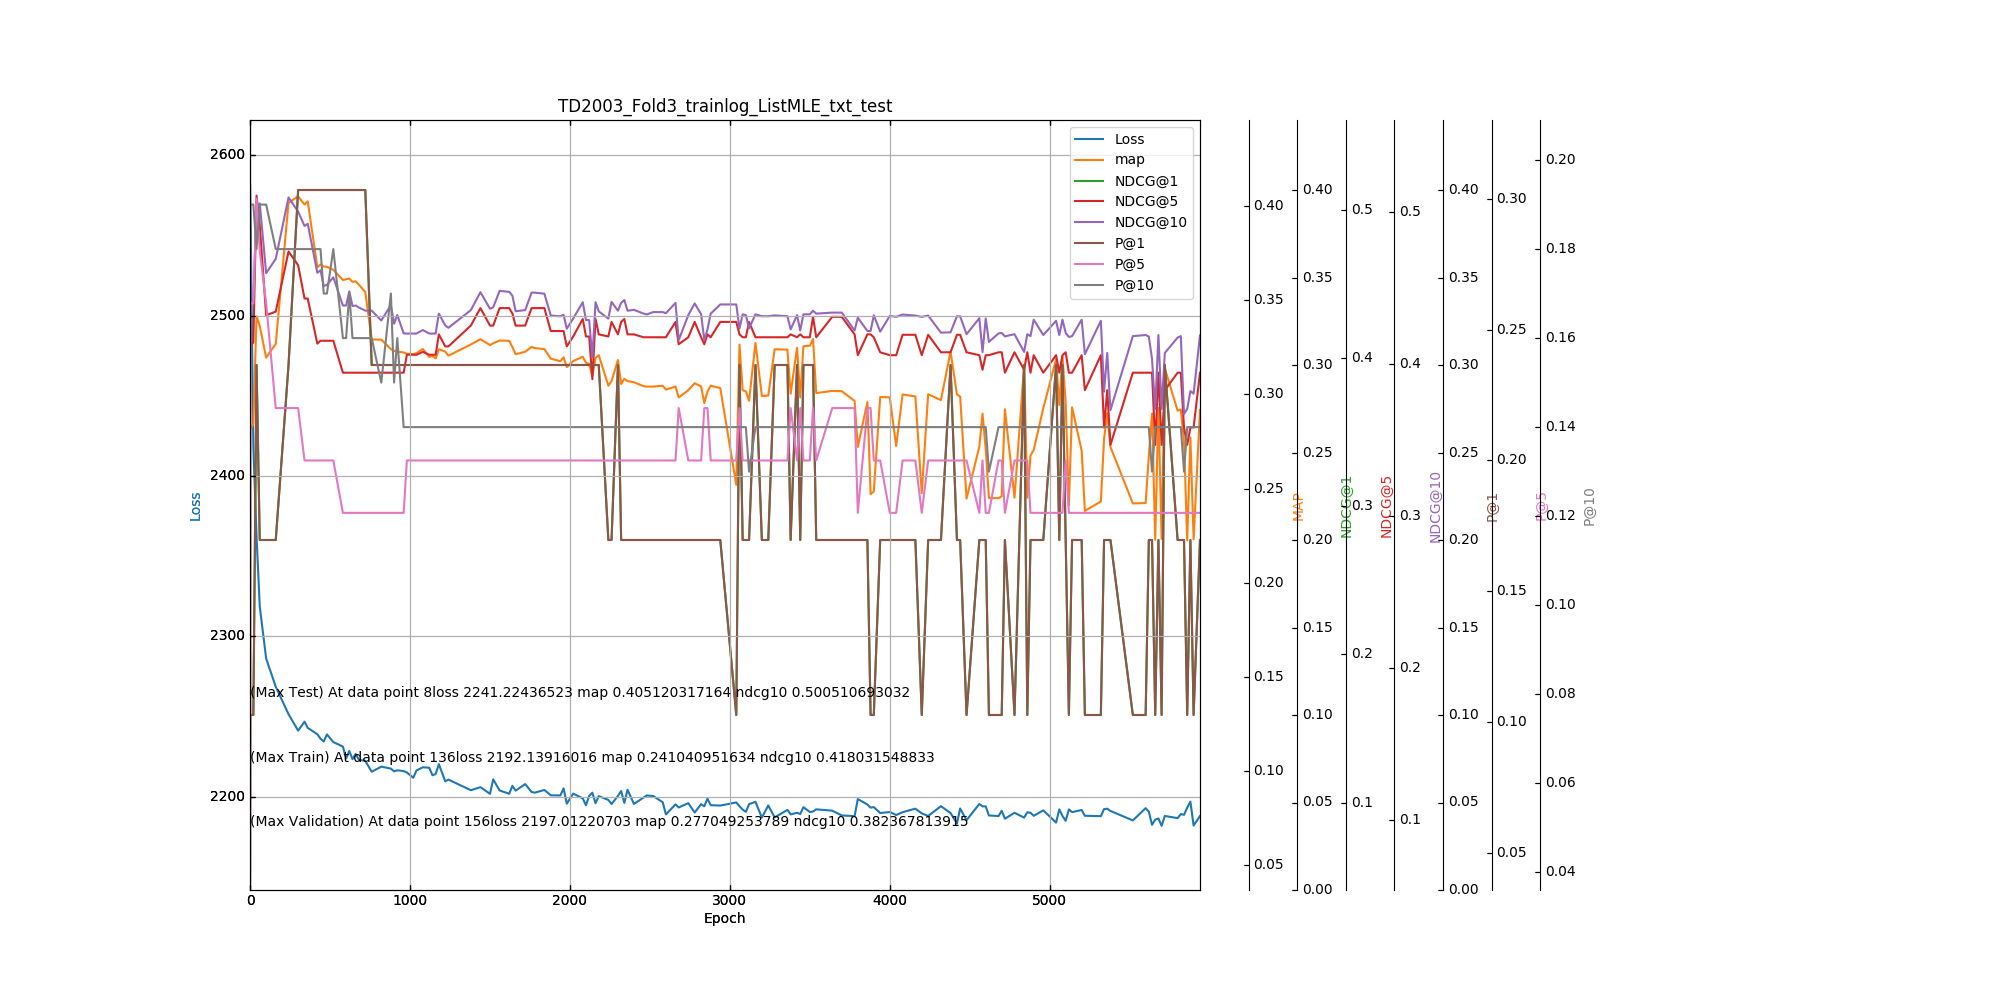 TD2003_Fold3_trainlog_ListMLE_txt_test
Loss
map
NDCG@1
NDCG@5
NDCG@10
P@1
P@5
P@10
2600
2500
2400
2300
2200
Loss
(Max Test) At data point 8loss 2241.22436523 map 0.405120317164 ndcg10 0.500510693032
(Max Train) At data point 136loss 2192.13916016 map 0.241040951634 ndcg10 0.418031548833
(Max Validation) At data point 156loss 2197.01220703 map 0.277049253789 ndcg10 0.382367813915
0 1000 2000 3000 4000 5000
Epoch
0.40
0.35
0.30
0.25
0.20
0.15
0.10
0.05
MAP
0.40
0.35
0.30
0.25
0.20
0.15
0.10
0.05
0.00
NDCG@1
0.5
0.4
0.3
0.2
0.1
NDCG@5
0.5
0.4
0.3
0.2
0.1
NDCG@10
0.40
0.35
0.30
0.25
0.20
0.15
0.10
0.05
0.00
P@1
0.30
0.25
0.20
0.15
0.10
0.05
P@5
0.20
0.18
0.16
0.14
0.12
0.10
0.08
0.06
0.04
P@10